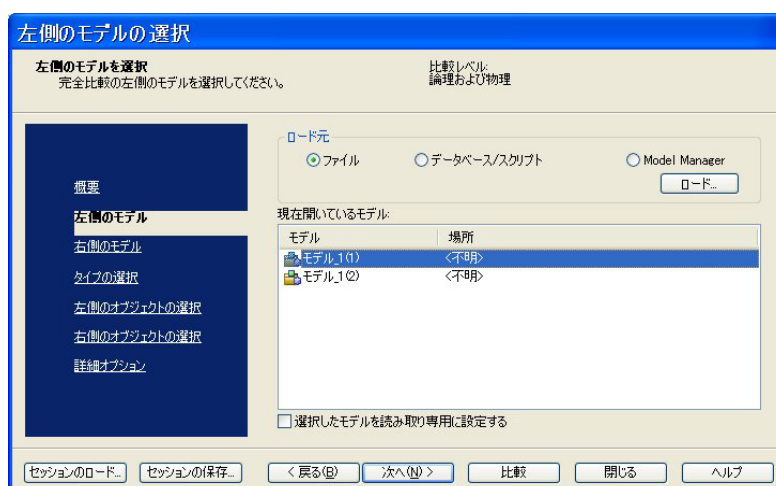 左側のモデルの選択
左側のモデルを選択
完全比較の左側のモデルを選択してください。
比較レベル:
論理および物理
概要
左側のモデル
右側のモデル
タイプの選択
左側のオブジェクトの選択
右側のオブジェクトの選択
詳細オプション
ロード元
ファイル
データベース/スクリプト
Model Manager
ロード...
現在開いているモデル:
モデル 場所
モデル_1(1) <不明>
モデル_1(2) <不明>
選択したモデルを読み取り専用に設定する
セッションのロード... セッションの保存... < 戻る(B) 次へ(N) > 比較 閉じる ヘルプ